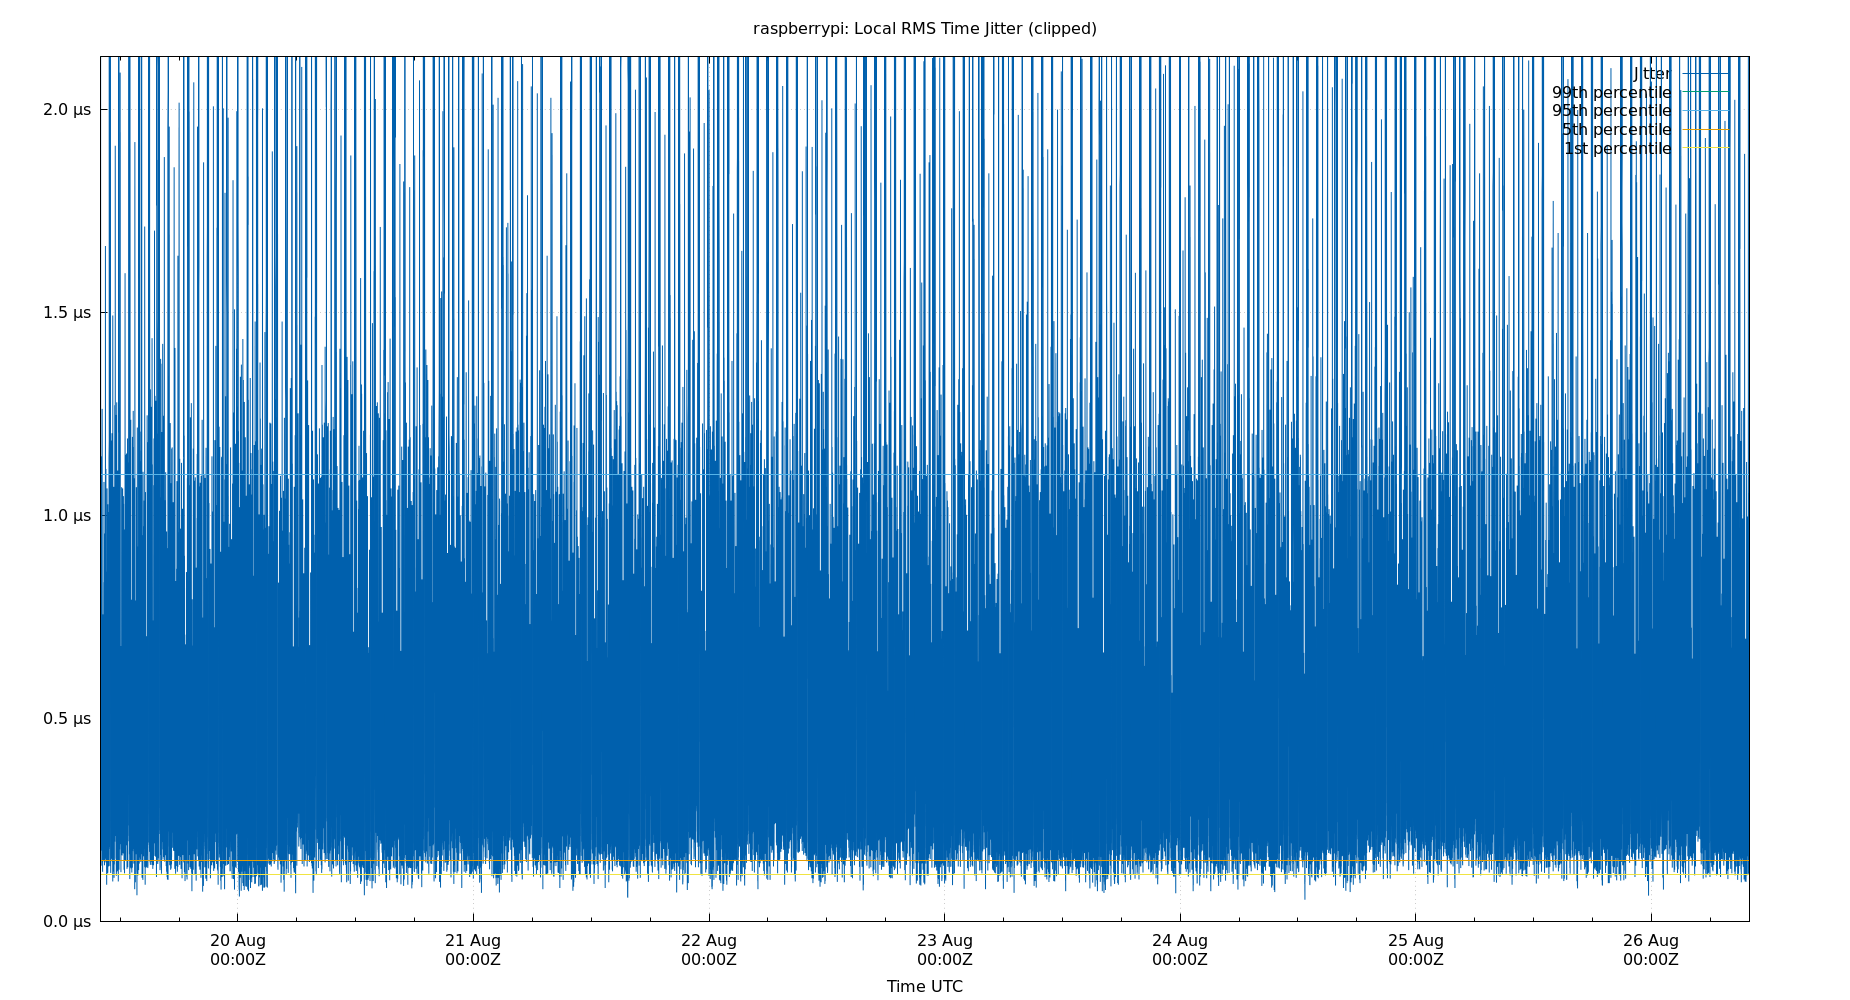 raspberrypi: Local RMS Time Jitter (clipped)
Jitter
99th percentile
95th percentile
5th percentile
1st percentile
2.0 μs
1.5 μs
1.0 μs
0.5 μs
0.0 μs
20 Aug
00:00Z
21 Aug
00:00Z
22 Aug
00:00Z
23 Aug
00:00Z
24 Aug
00:00Z
25 Aug
00:00Z
26 Aug
00:00Z
Time UTC